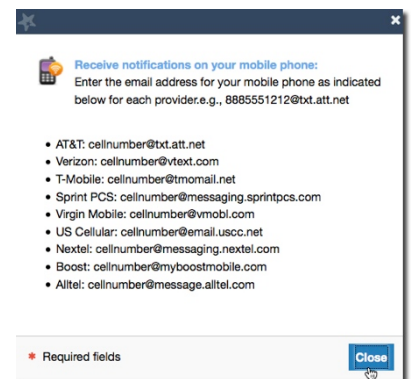 ×
Receive notifications on your mobile phone:
Enter the email address for your mobile phone as indicated
below for each provider.e.g., 8885551212@txt.att.net
• AT&T: cellnumber@txt.att.net
• Verizon: cellnumber@vtext.com
• T-Mobile: cellnumber@tmomail.net
• Sprint PCS: cellnumber@messaging.sprintpcs.com
• Virgin Mobile: cellnumber@vmobl.com
• US Cellular: cellnumber@email.uscc.net
• Nextel: cellnumber@messaging.nextel.com
• Boost: cellnumber@myboostmobile.com
• Alltel: cellnumber@message.alltel.com
* Required fields
Close